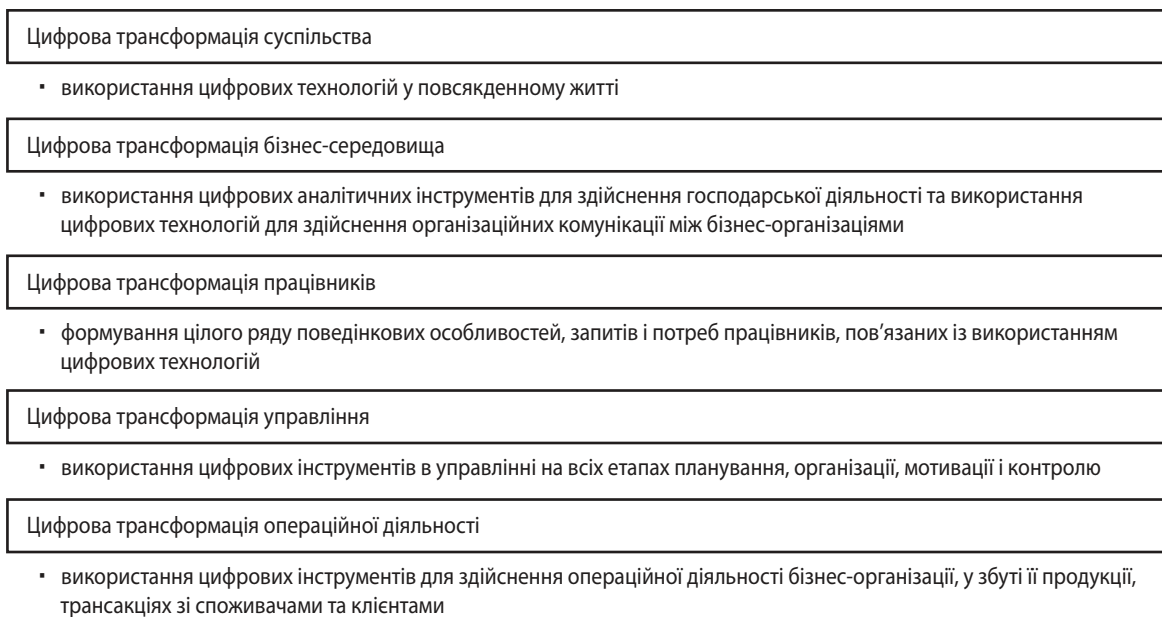 Цифрова трансформація суспільства
▪ використання цифрових технологій у повсякденному житті
Цифрова трансформація бізнес-середовища
▪ використання цифрових аналітичних інструментів для здійснення господарської діяльності та використання
цифрових технологій для здійснення організаційних комунікації між бізнес-організаціями
Цифрова трансформація працівників
▪ формування цілого ряду поведінкових особливостей, запитів і потреб працівників, пов’язаних із використанням
цифрових технологій
Цифрова трансформація управління
▪ використання цифрових інструментів в управлінні на всіх етапах планування, організації, мотивації і контролю
Цифрова трансформація операційної діяльності
▪ використання цифрових інструментів для здійснення операційної діяльності бізнес-організації, у збуті її продукції,
трансакціях зі споживачами та клієнтами